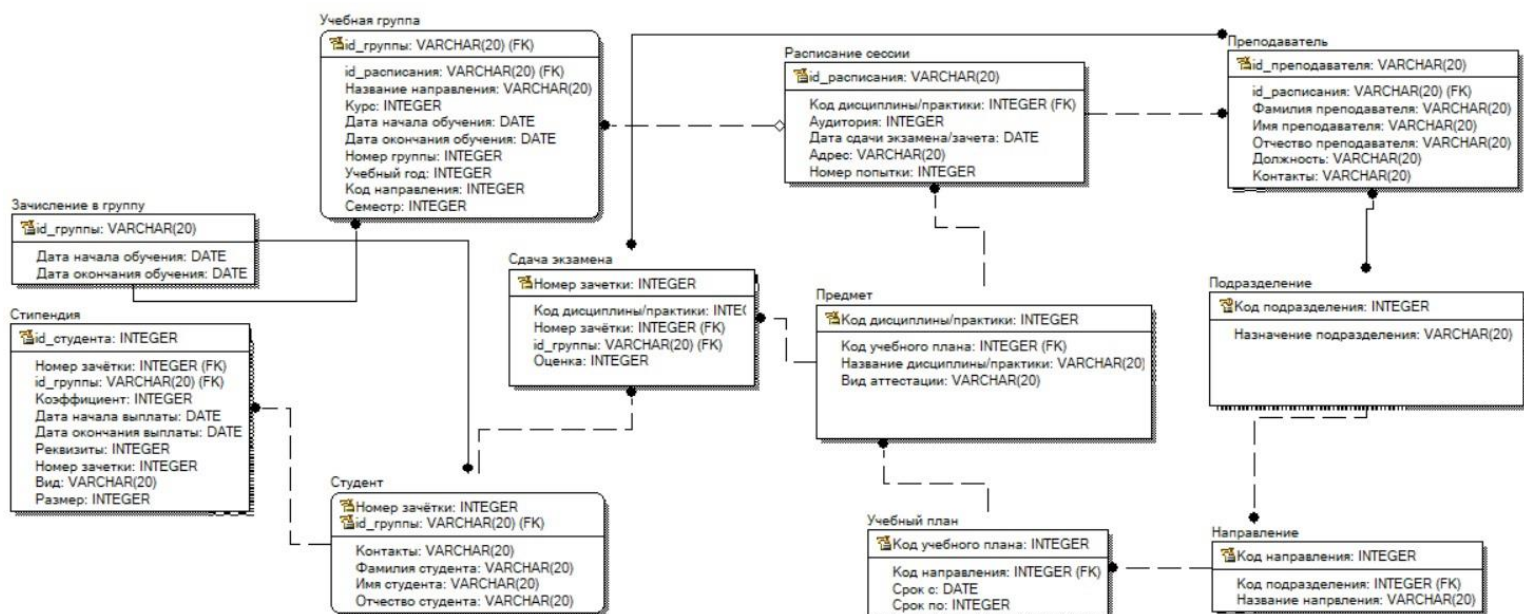 Учебная группа
id_группы: VARCHAR(20) (FK)
id_расписания: VARCHAR(20) (FK)
Название направления: VARCHAR(20)
Курс: INTEGER
Дата начала обучения: DATE
Дата окончания обучения: DATE
Номер группы: INTEGER
Учебный год: INTEGER
Код направления: INTEGER
Семестр: INTEGER
Расписание сессии
id_расписания: VARCHAR(20)
Код дисциплины/практики: INTEGER (FK)
Аудитория: INTEGER
Дата сдачи экзамена/зачета: DATE
Адрес: VARCHAR(20)
Номер попытки: INTEGER
Преподаватель
id_преподавателя: VARCHAR(20)
id_расписания: VARCHAR(20) (FK)
Фамилия преподавателя: VARCHAR(20)
Имя преподавателя: VARCHAR(20)
Отчество преподавателя: VARCHAR(20)
Должность: VARCHAR(20)
Контакты: VARCHAR(20)
Зачисление в группу
id_группы: VARCHAR(20)
Дата начала обучения: DATE
Дата окончания обучения: DATE
Сдача экзамена
Номер зачетки: INTEGER
Код дисциплины/практики: INTE(
Номер зачётки: INTEGER (FK)
id_группы: VARCHAR(20) (FK)
Оценка: INTEGER
Предмет
Код дисциплины/практики: INTEGER
Код учебного плана: INTEGER (FK)
Название дисциплины/практики: VARCHAR(20)
Вид аттестации: VARCHAR(20)
Подразделение
Код подразделения: INTEGER
Назначение подразделения: VARCHAR(20)
Стипендия
id_студента: INTEGER
Номер зачётки: INTEGER (FK)
id_группы: VARCHAR(20) (FK)
Коэффициент: INTEGER
Дата начала выплаты: DATE
Дата окончания выплаты: DATE
Реквизиты: INTEGER
Номер зачетки: INTEGER
Вид: VARCHAR(20)
Размер: INTEGER
Студент
Номер зачётки: INTEGER
id_группы: VARCHAR(20) (FK)
Контакты: VARCHAR(20)
Фамилия студента: VARCHAR(20)
Имя студента: VARCHAR(20)
Отчество студента: VARCHAR(20)
Учебный план
Код учебного плана: INTEGER
Код направления: INTEGER (FK)
Срок с: DATE
Срок по: INTEGER
Направление
Код направления: INTEGER
Код подразделения: INTEGER (FK)
Название напрвления: VARCHAR(20)